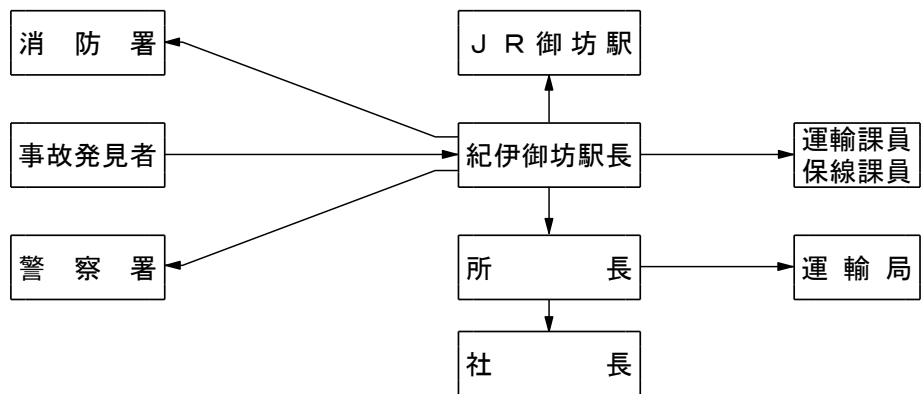 消防署
JR御坊駅
事故発見者
紀伊御坊駅長
運輸課員
保線課員
警察署
所長
運輸局
社長